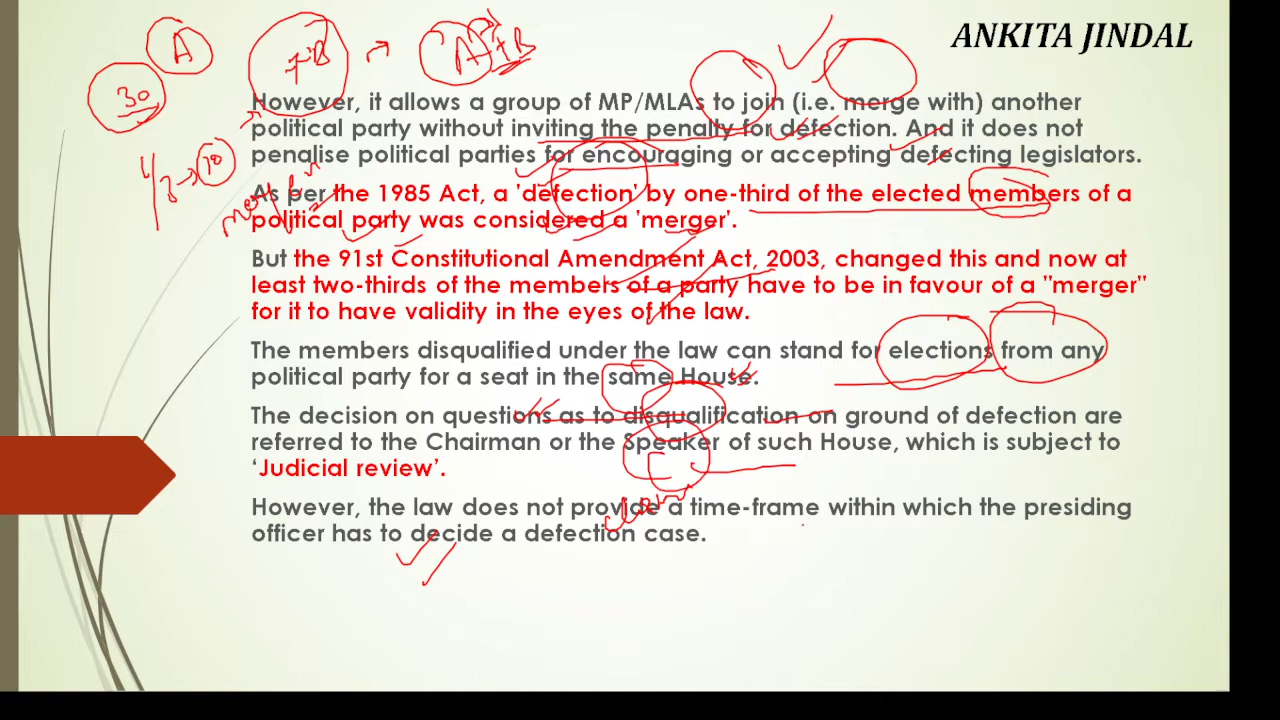 ANKITA JINDAL
A
30
+B
A + B
However, it allows a group of MP/MLAs to join (i.e. merge with) another
political party without inviting the penalty for defection. And it does not
penalise political parties for encouraging or accepting defecting legislators.
1/3 → 10
As per the 1985 Act, a 'defection' by one-third of the elected members of a
political party was considered a 'merger'.
But the 91st Constitutional Amendment Act, 2003, changed this and now at
least two-thirds of the members of a party have to be in favour of a "merger"
for it to have validity in the eyes of the law.
The members disqualified under the law can stand for elections from any
political party for a seat in the same House.
The decision on questions as to disqualification on ground of defection are
referred to the Chairman or the Speaker of such House, which is subject to
‘Judicial review’.
However, the law does not provide a time-frame within which the presiding
officer has to decide a defection case.